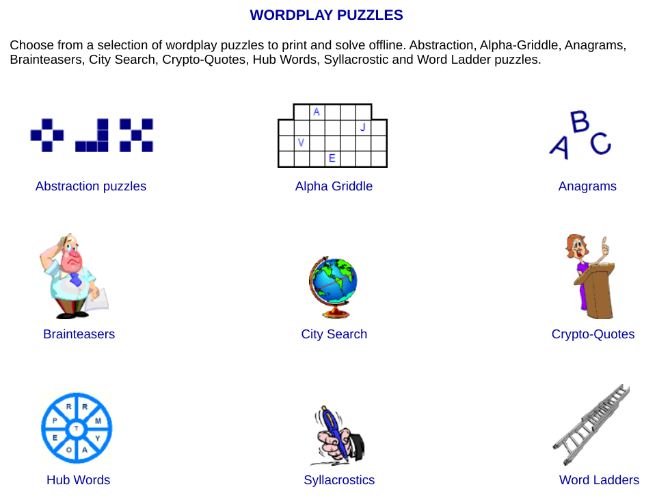 WORDPLAY PUZZLES
Choose from a selection of wordplay puzzles to print and solve offline. Abstraction, Alpha-Griddle, Anagrams,
Brainteasers, City Search, Crypto-Quotes, Hub Words, Syllacrostic and Word Ladder puzzles.
A
J
V
E
A B C
Abstraction puzzles
Alpha Griddle
Anagrams
Brainteasers
City Search
Crypto-Quotes
R R
P M
T
E Y
O A
Hub Words
Syllacrostics
Word Ladders